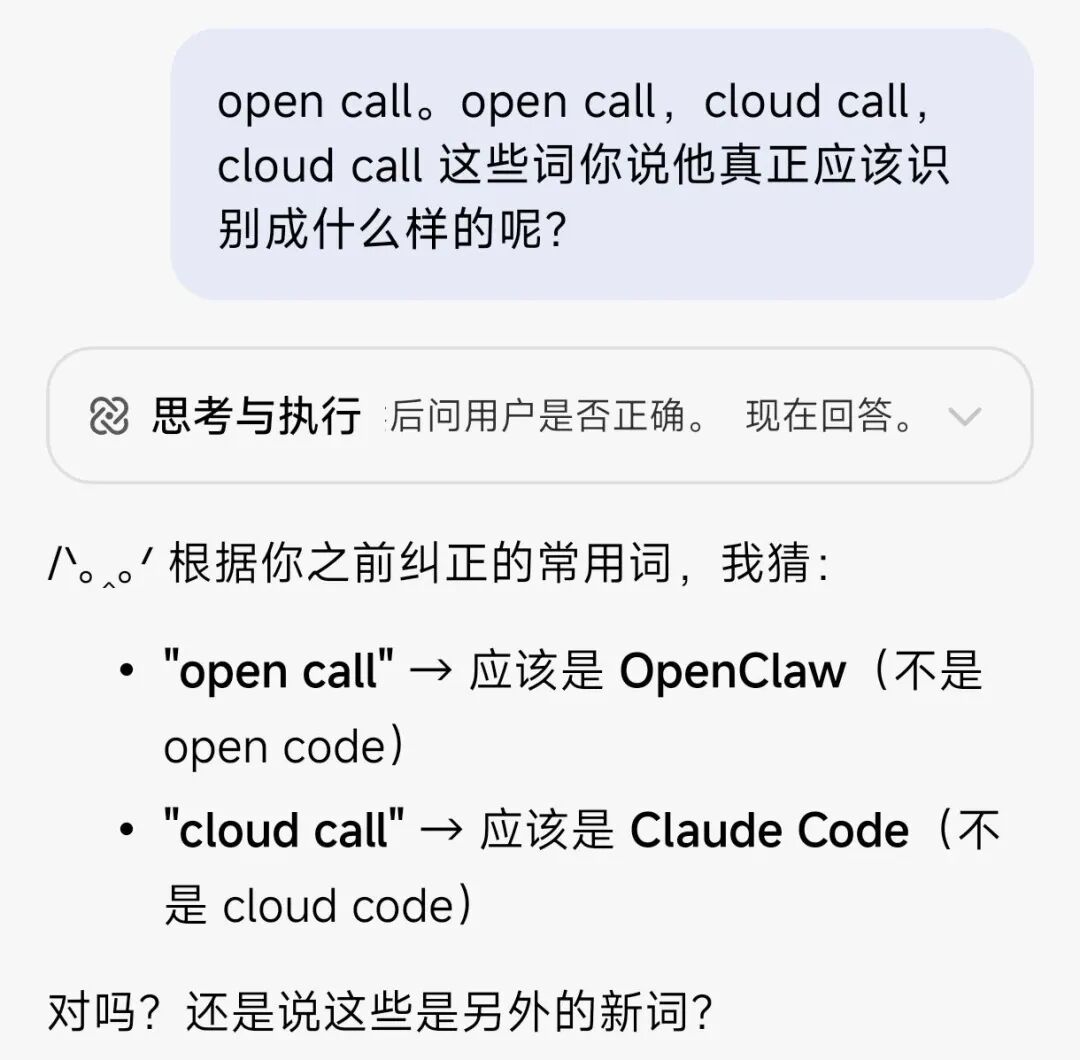 open call。open call，cloud call，
cloud call 这些词你说他真正应该识
别成什么样的呢？
思考与执行 后问用户是否正确。 现在回答。
/ᐠ｡ꞈ｡ᐟ 根据你之前纠正的常用词，我猜：
• "open call" → 应该是 OpenClaw（不是
open code）
• "cloud call" → 应该是 Claude Code（不
是 cloud code）
对吗？还是说这些是另外的新词？